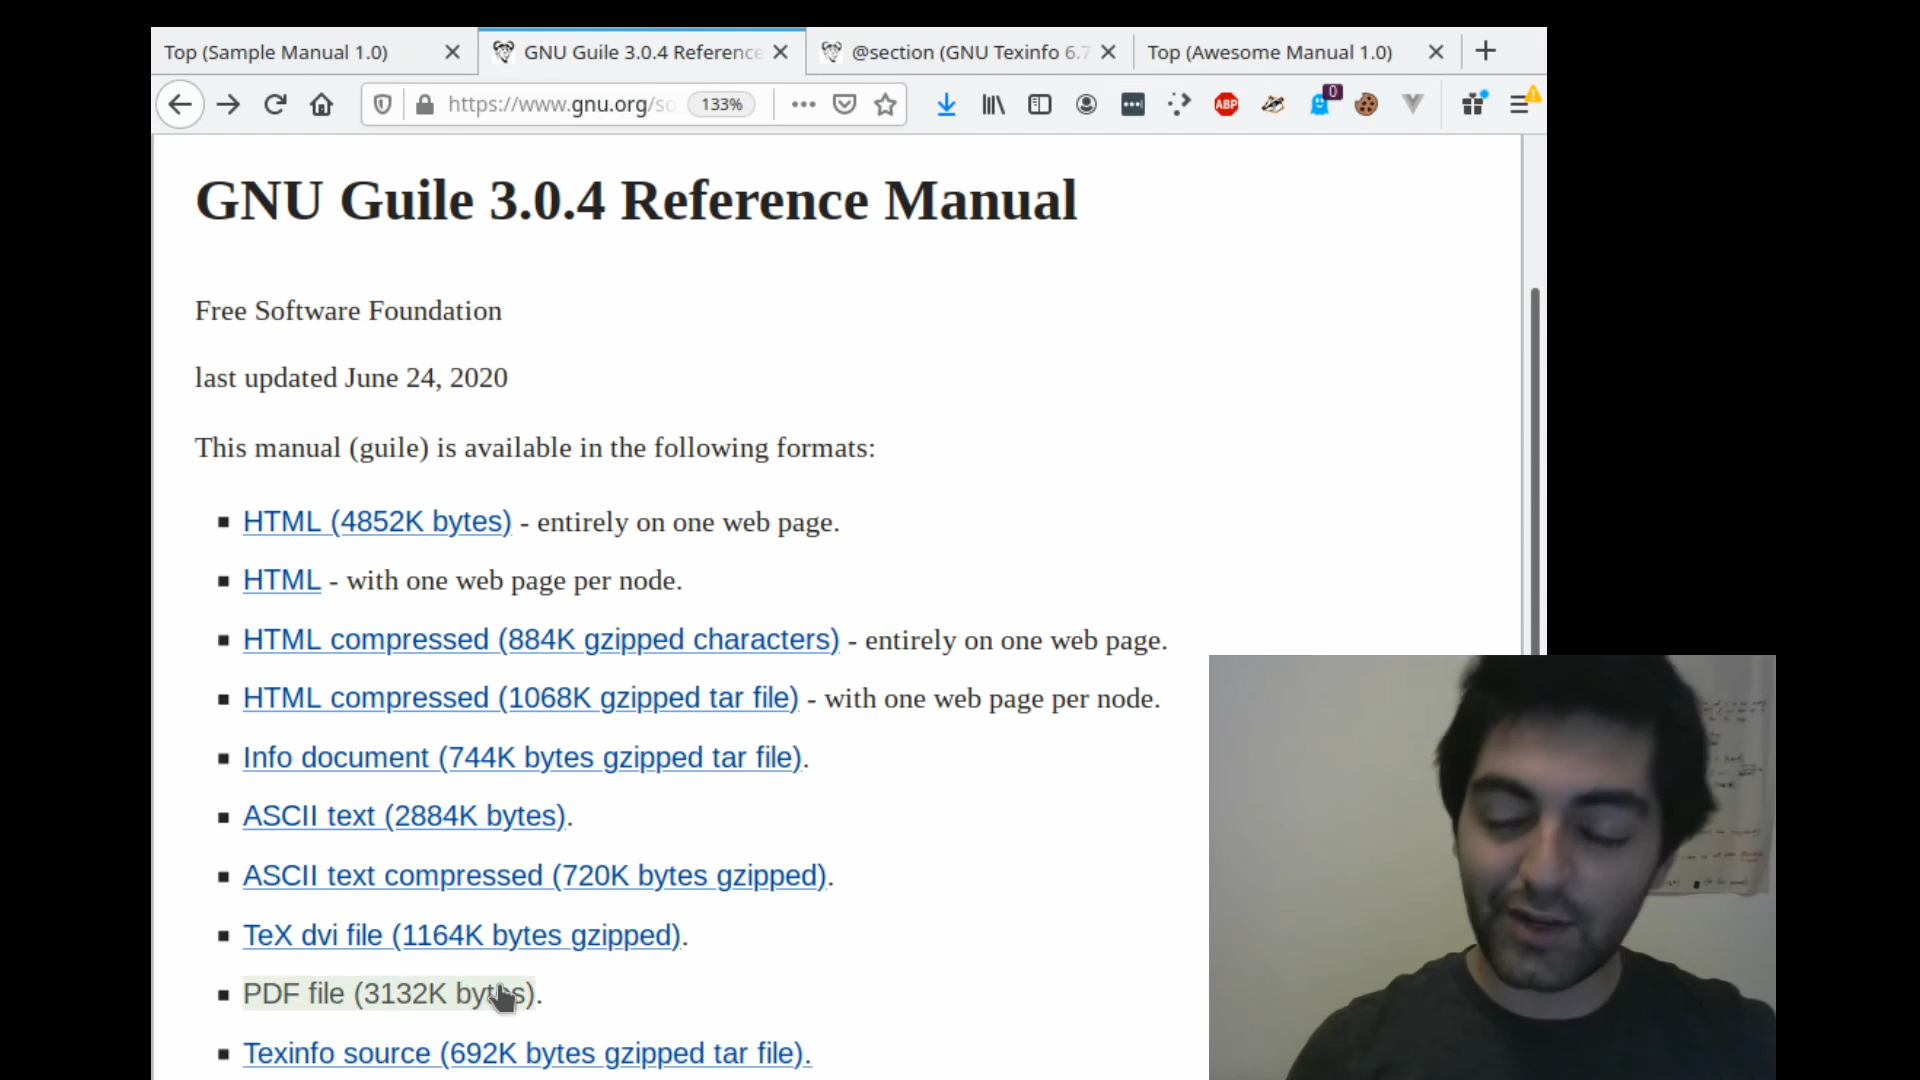 Top (Sample Manual 1.0)
GNU Guile 3.0.4 Reference
@section (GNU Texinfo 6.7
Top (Awesome Manual 1.0)
https://www.gnu.org/so
133%
ABP
0
GNU Guile 3.0.4 Reference Manual
Free Software Foundation
last updated June 24, 2020
This manual (guile) is available in the following formats:
HTML (4852K bytes) - entirely on one web page.
HTML - with one web page per node.
HTML compressed (884K gzipped characters) - entirely on one web page.
HTML compressed (1068K gzipped tar file) - with one web page per node.
Info document (744K bytes gzipped tar file).
ASCII text (2884K bytes).
ASCII text compressed (720K bytes gzipped).
TeX dvi file (1164K bytes gzipped).
PDF file (3132K bytes).
Texinfo source (692K bytes gzipped tar file).